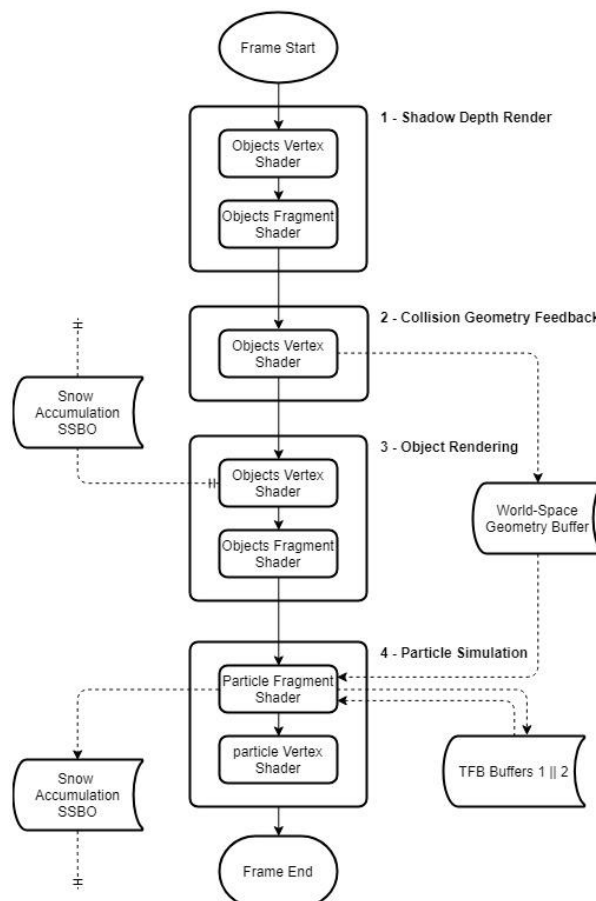 Frame Start
1 - Shadow Depth Render
Objects Vertex
Shader
Objects Fragment
Shader
2 - Collision Geometry Feedback
Objects Vertex
Shader
Snow
Accumulation
SSBO
3 - Object Rendering
Objects Vertex
Shader
Objects Fragment
Shader
World-Space
Geometry Buffer
4 - Particle Simulation
Particle Fragment
Shader
particle Vertex
Shader
Snow
Accumulation
SSBO
TFB Buffers 1 || 2
Frame End